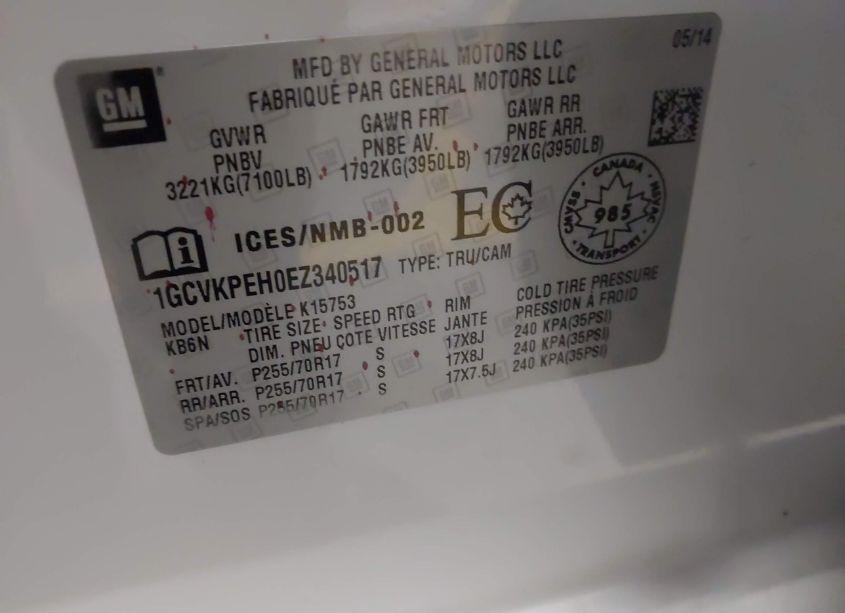 05/14
GM
MFD BY GENERAL MOTORS LLC
FABRIQUÉ PAR GENERAL MOTORS LLC
GVWR GAWR FRT GAWR RR
PNBV PNBE AV. PNBE ARR.
3221KG(7100LB) 1792KG(3950LB) 1792KG(3950LB)
ICES/NMB-002 EC
CANADA
985
TRANSPORT
NSVAC
CMVSS
1GCVKPEH0EZ340517 TYPE: TRU/CAM
MODEL/MODÈLE K15753
KB6N TIRE SIZE SPEED RTG RIM COLD TIRE PRESSURE
DIM. PNEU COTE VITESSE JANTE PRESSION À FROID
FRT/AV. P255/70R17 S 17X8J 240 KPA(35PSI)
RR/ARR. P255/70R17 S 17X8J 240 KPA(35PSI)
SPA/SOS P255/70R17 S 17X7.5J 240 KPA(35PSI)